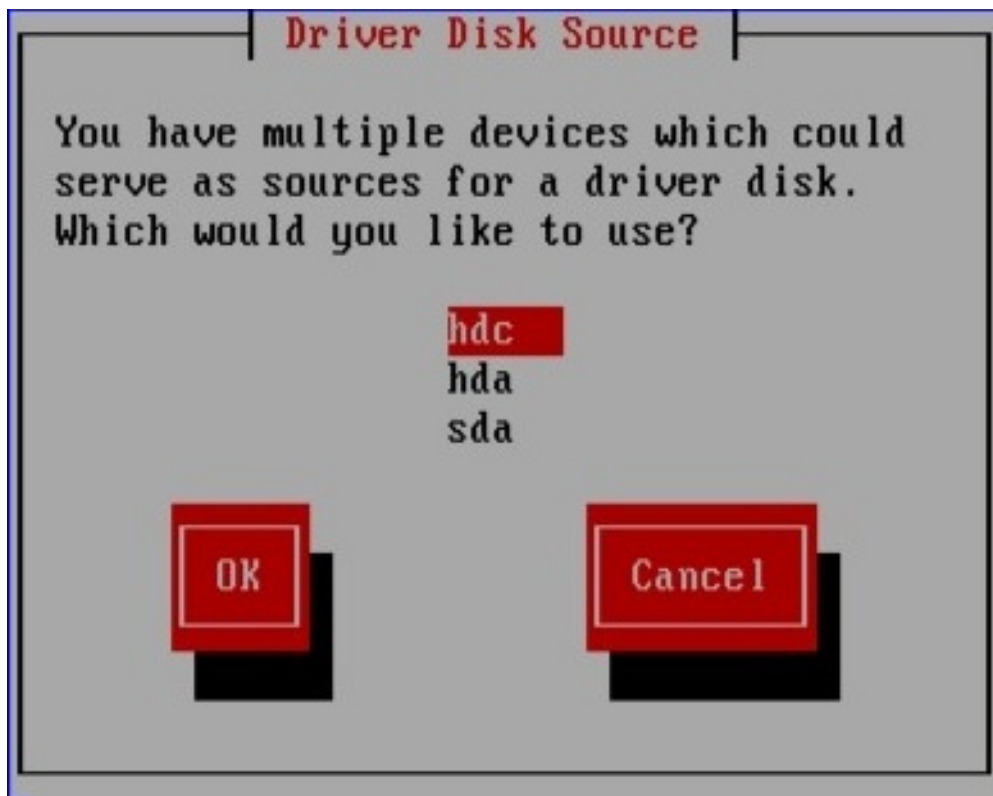 Driver Disk Source
You have multiple devices which could
serve as sources for a driver disk.
Which would you like to use?
hdc
hda
sda
OK
Cancel